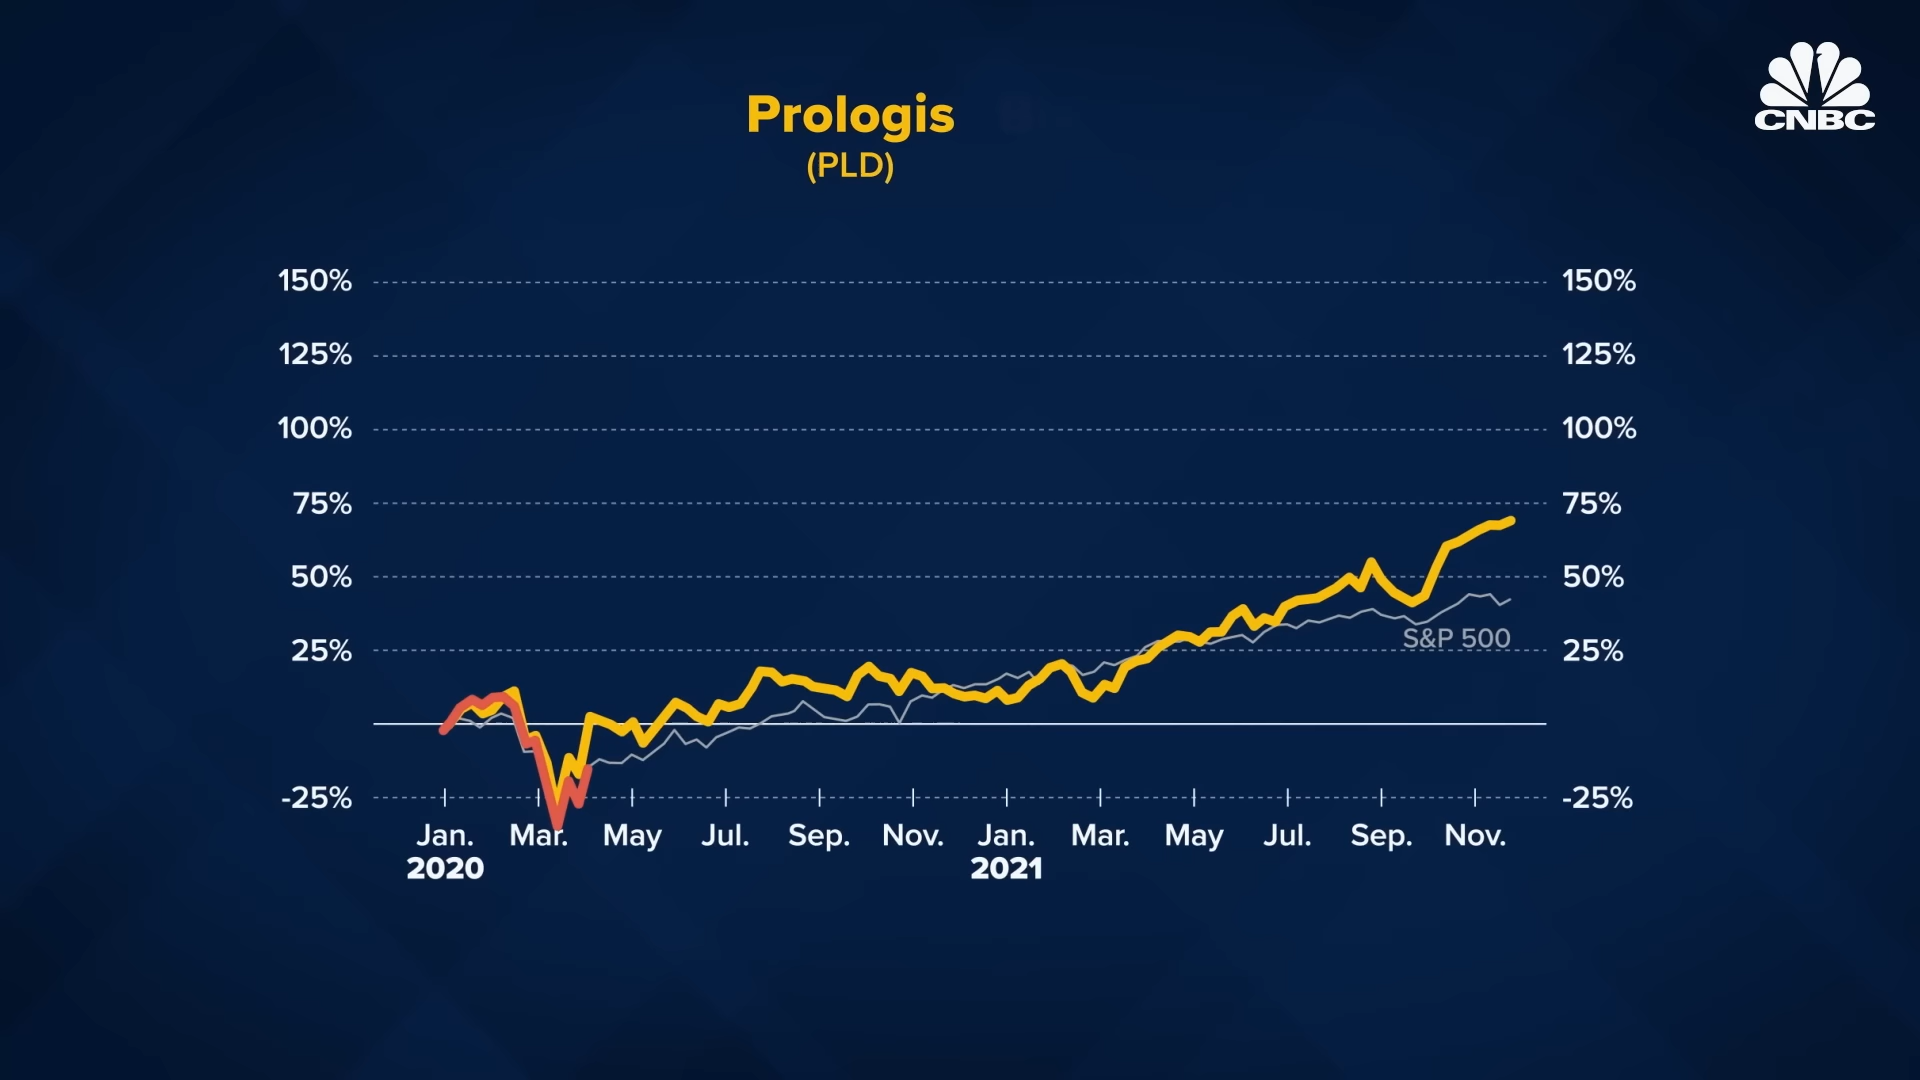 CNBC
Prologis
(PLD)
150% 150%
125% 125%
100% 100%
75% 75%
50% 50%
S&P 500
25% 25%
-25% -25%
Jan. Mar. May Jul. Sep. Nov. Jan. Mar. May Jul. Sep. Nov.
2020 2021